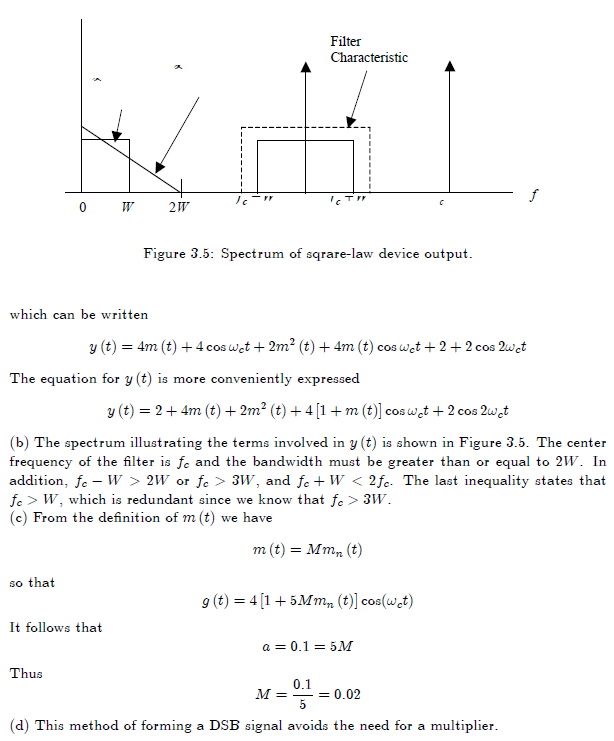 Filter
Characteristic
0 W 2W f_c − W f_c + W c f
Figure 3.5: Spectrum of sqrare-law device output.
which can be written
y (t) = 4m (t) + 4 cos ω_c t + 2m² (t) + 4m (t) cos ω_c t + 2 + 2 cos 2ω_c t
The equation for y (t) is more conveniently expressed
y (t) = 2 + 4m (t) + 2m² (t) + 4 [1 + m (t)] cos ω_c t + 2 cos 2ω_c t
(b) The spectrum illustrating the terms involved in y (t) is shown in Figure 3.5. The center
frequency of the filter is f_c and the bandwidth must be greater than or equal to 2W. In
addition, f_c − W > 2W or f_c > 3W, and f_c + W < 2f_c. The last inequality states that
f_c > W, which is redundant since we know that f_c > 3W.
(c) From the definition of m (t) we have
m (t) = Mm_n (t)
so that
g (t) = 4 [1 + 5Mm_n (t)] cos(ω_c t)
It follows that
a = 0.1 = 5M
Thus
M = 0.1/5 = 0.02
(d) This method of forming a DSB signal avoids the need for a multiplier.